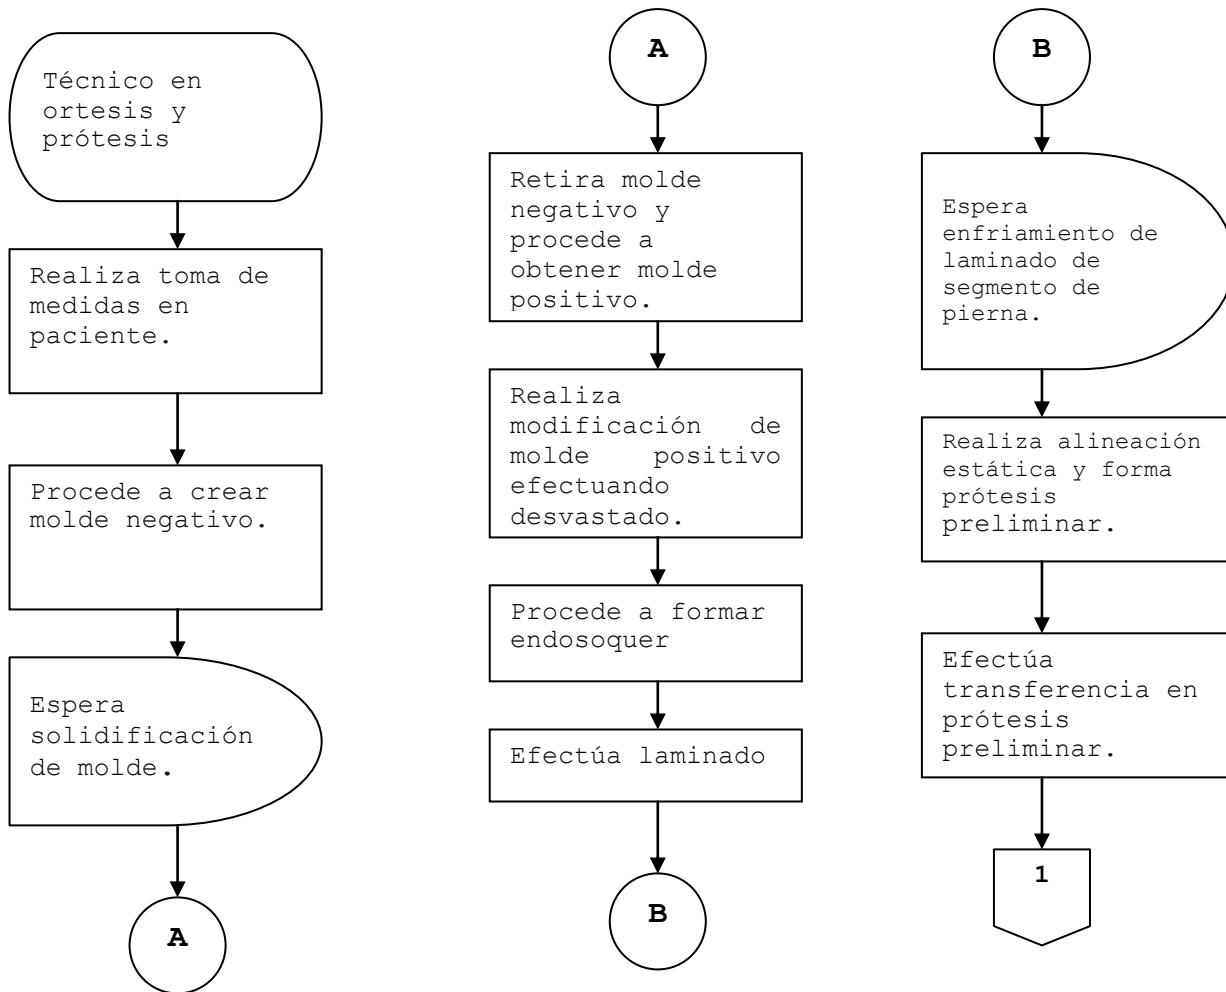 Técnico en
ortesis y
prótesis
Realiza toma de
medidas en
paciente.
Procede a crear
molde negativo.
Espera
solidificación
de molde.
A
A
Retira molde
negativo y
procede a
obtener molde
positivo.
Realiza
modificación de
molde positivo
efectuando
desvastado.
Procede a formar
endosoquer
Efectúa laminado
B
B
Espera
enfriamiento de
laminado de
segmento de
pierna.
Realiza alineación
estática y forma
prótesis
preliminar.
Efectúa
transferencia en
prótesis
preliminar.
1